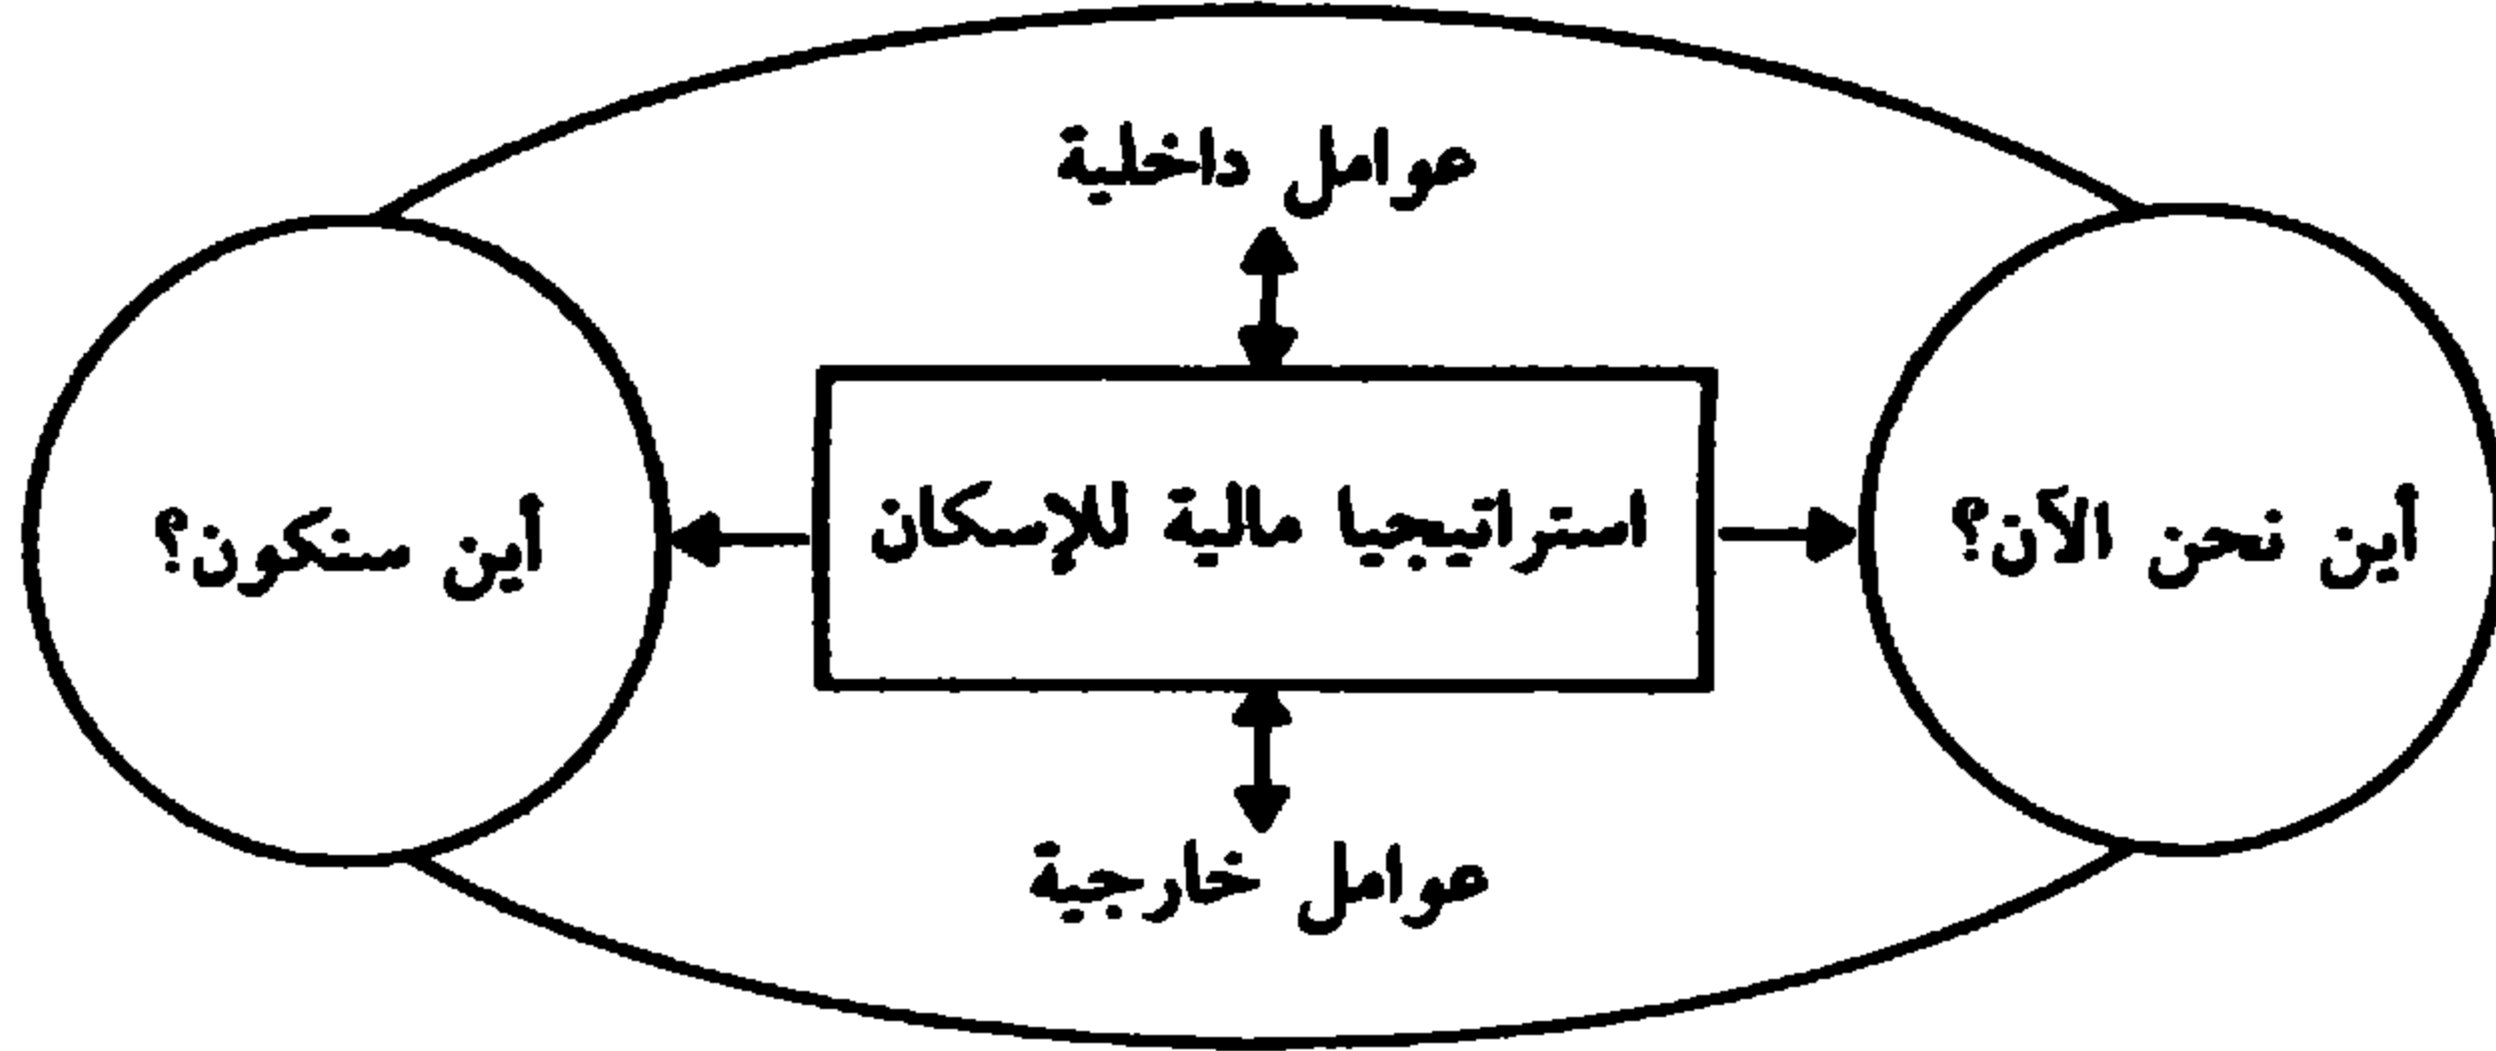 عوامل داخلية
أين نحن الآن؟
استراتيجيا مالية للإسكان
أين سنكون؟
عوامل خارجية